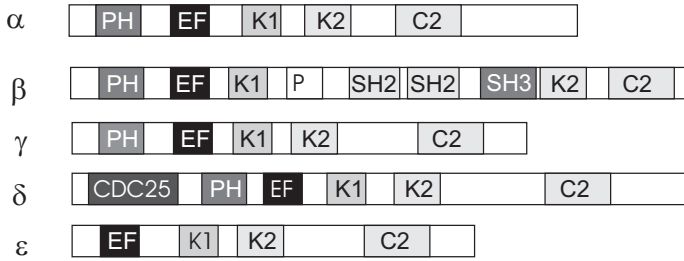 α PH EF K1 K2 C2
β PH EF K1 P SH2 SH2 SH3 K2 C2
γ PH EF K1 K2 C2
δ CDC25 PH EF K1 K2 C2
ε EF K1 K2 C2